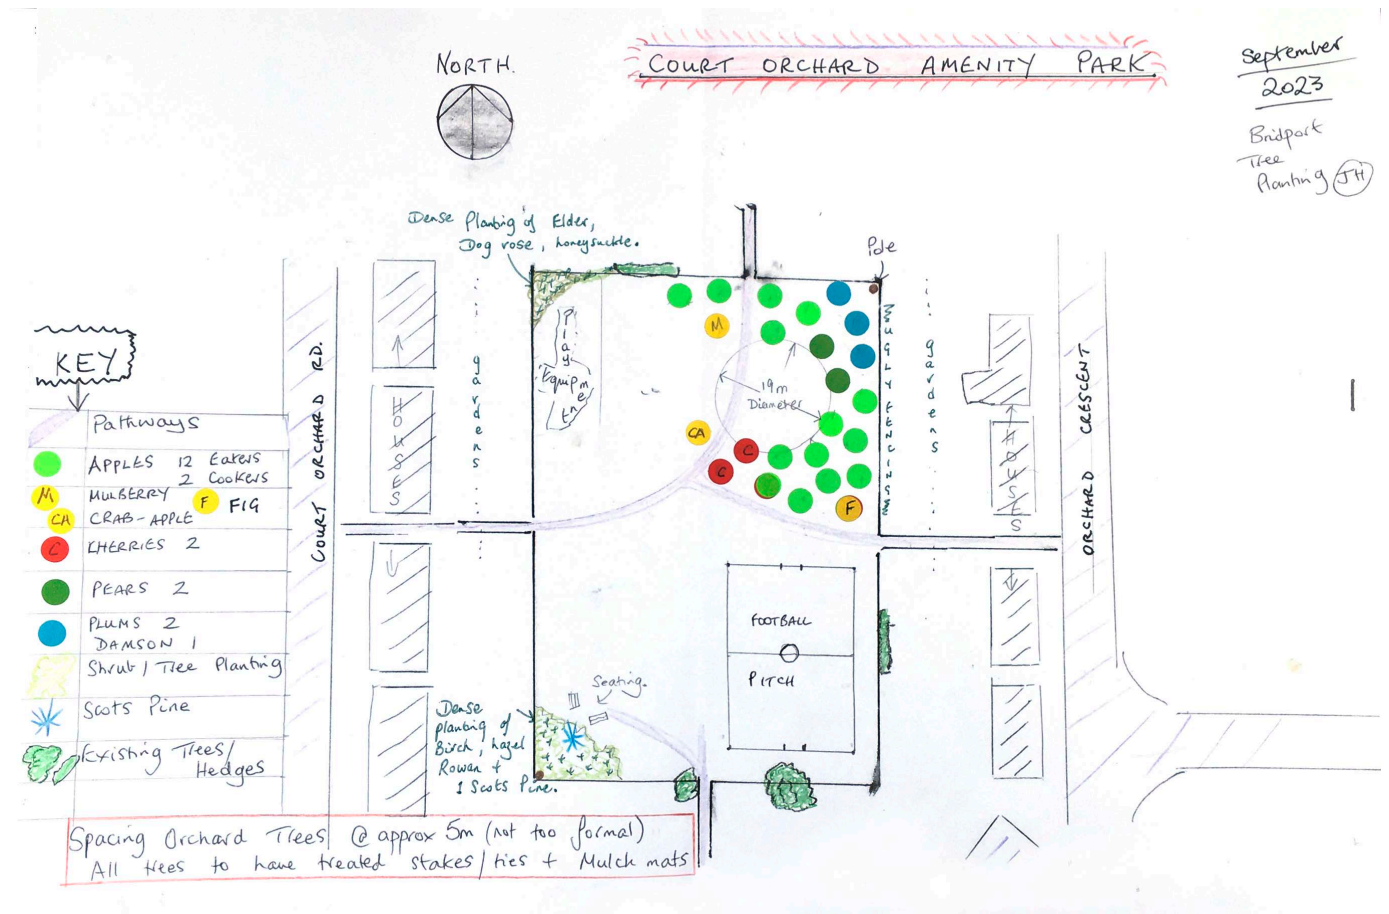 COURT ORCHARD AMENITY PARK
September
2023
Bridport
Tree
Planting JH
NORTH.
Dense Planting of Elder,
Dog rose, honeysuckle.
Pole
Play
Equipment
gardens
HOUSES
COURT ORCHARD RD.
M
CA
C
C
F
19m
Diameter
UGLY FENCING
gardens
HOUSES
ORCHARD CRESCENT
KEY
Pathways
APPLES 12 Eaters
2 Cookers
M MULBERRY F FIG
CA CRAB-APPLE
C CHERRIES 2
PEARS 2
PLUMS 2
DAMSON 1
Shrub/Tree Planting
Scots Pine
Existing Trees/
Hedges
FOOTBALL
PITCH
Seating.
Dense
planting of
Birch, hazel
Rowan +
1 Scots Pine.
Spacing Orchard Trees @ approx 5m (not too formal)
All trees to have treated stakes/ties + Mulch mats